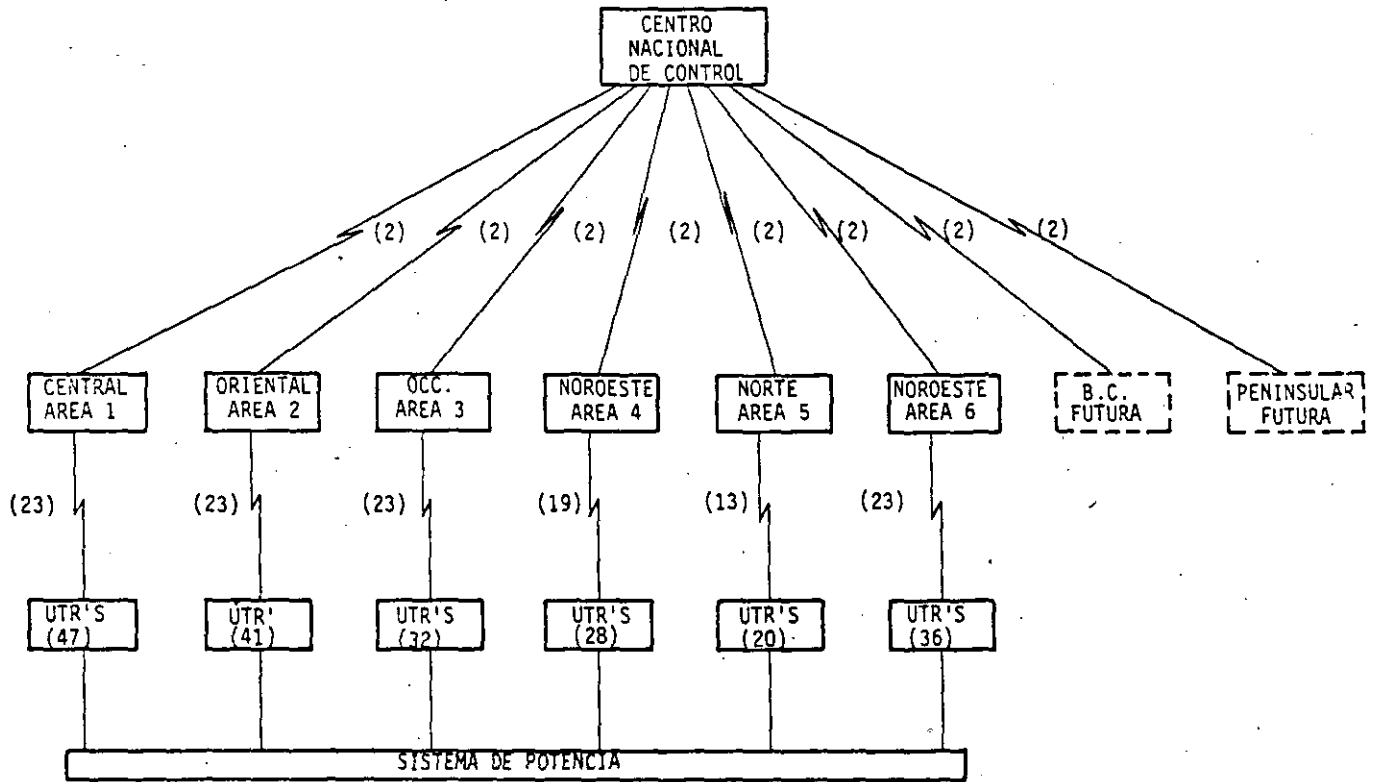 CENTRO
NACIONAL
DE CONTROL
(2) (2) (2) (2) (2) (2) (2) (2)
CENTRAL
AREA 1
ORIENTAL
AREA 2
OCC.
AREA 3
NOROESTE
AREA 4
NORTE
AREA 5
NOROESTE
AREA 6
B.C.
FUTURA
PENINSULAR
FUTURA
(23) (23) (23) (19) (13) (23)
UTR'S
(47)
UTR'
(41)
UTR'S
(32)
UTR'S
(28)
UTR'S
(20)
UTR'S
(36)
SISTEMA DE POTENCIA